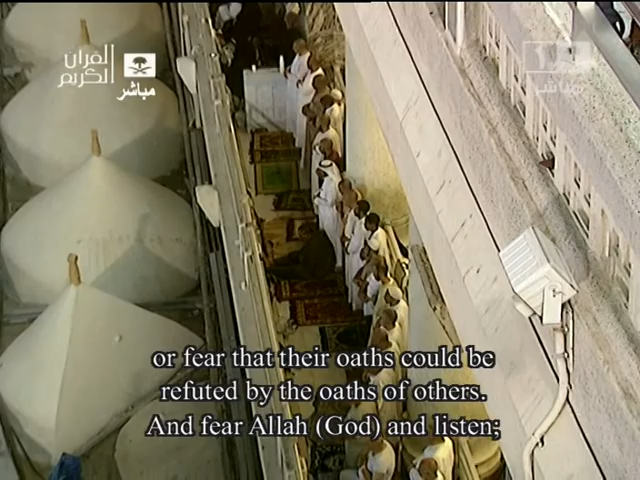 القرآن
الكريم
مباشر
مباشر
or fear that their oaths could be
refuted by the oaths of others.
And fear Allah (God) and listen;